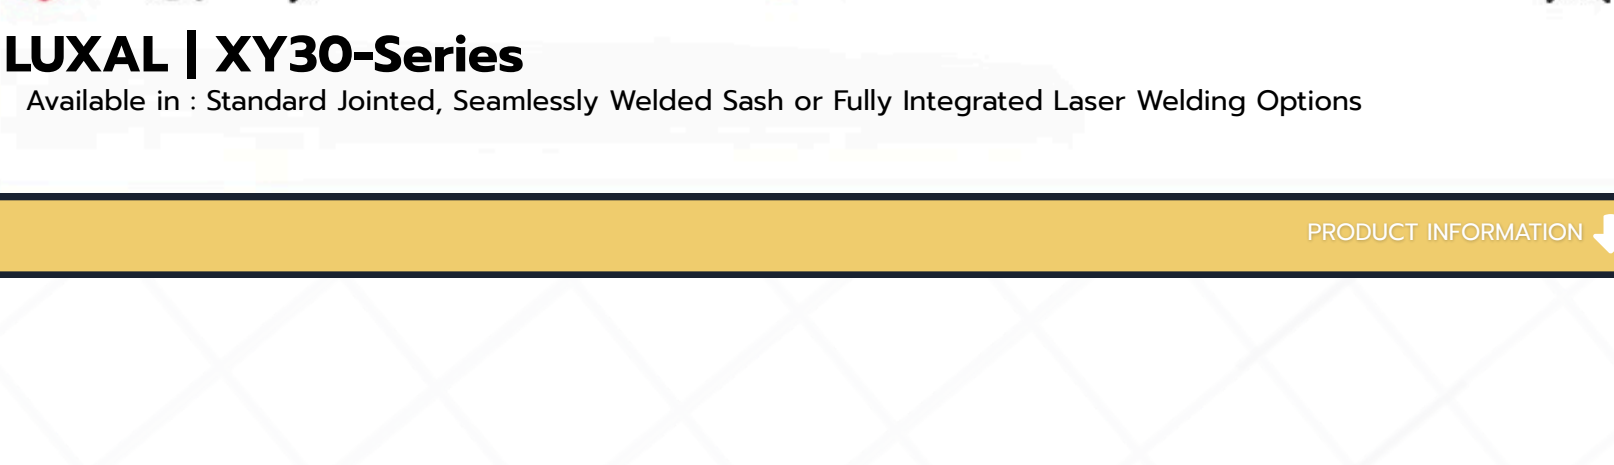 LUXAL | XY30-Series
Available in : Standard Jointed, Seamlessly Welded Sash or Fully Integrated Laser Welding Options
PRODUCT INFORMATION